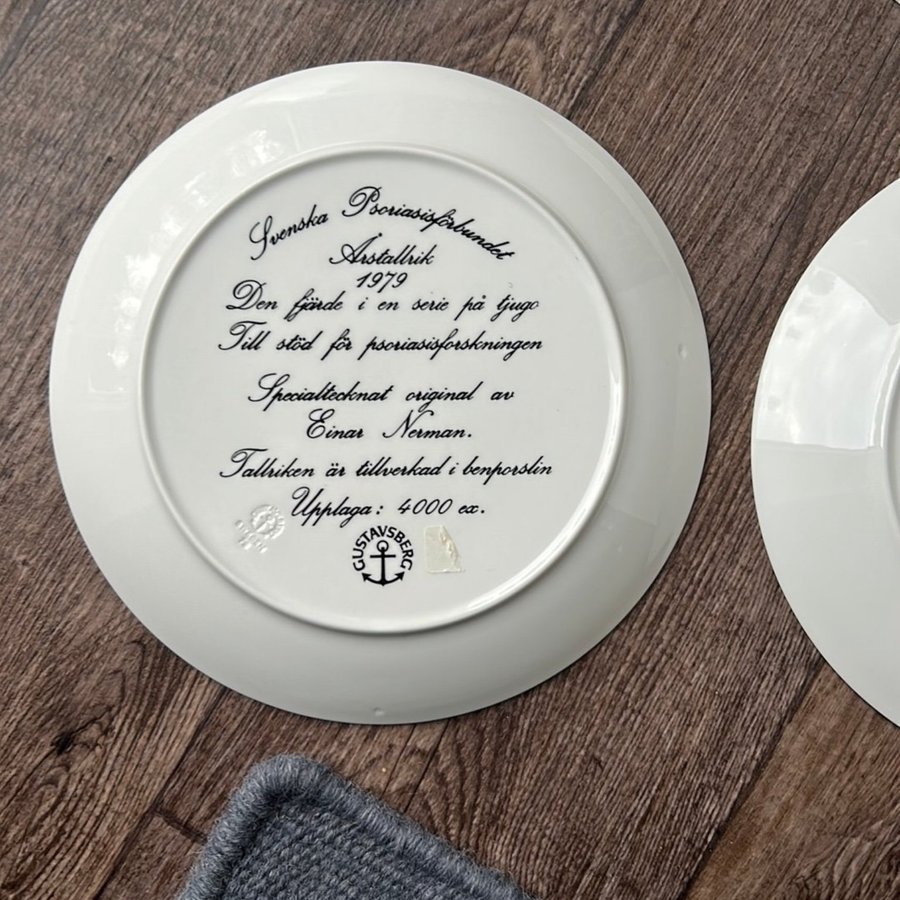 Svenska Psoriasisförbundet
Årstallrik
1979
Den fjärde i en serie på tjugo
Till stöd för psoriasisforskningen
Specialtecknat original av
Einar Nerman.
Tallriken är tillverkad i benporslin
Upplaga: 4000 ex.
GUSTAVSBERG